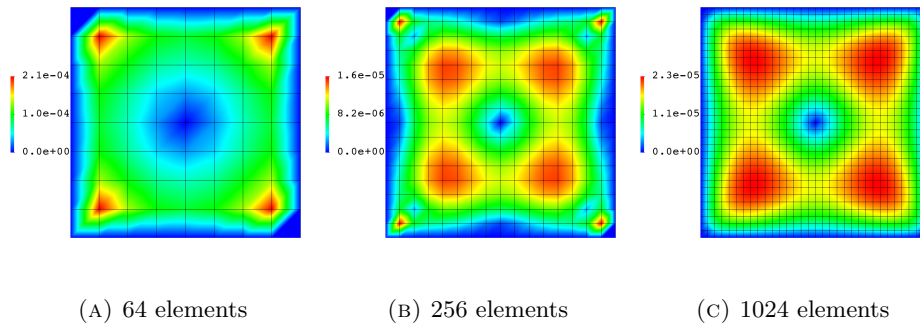 2.1e-04
1.0e-04
0.0e+00
1.6e-05
8.2e-06
0.0e+00
2.3e-05
1.1e-05
0.0e+00
(A) 64 elements
(B) 256 elements
(C) 1024 elements